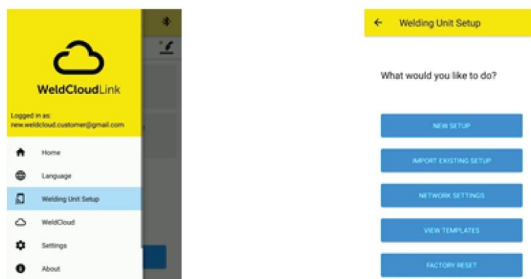 WeldCloudLink
Logged in as:
new.weldcloud.customer@gmail.com
Home
Language
Welding Unit Setup
WeldCloud
Settings
About
Welding Unit Setup
What would you like to do?
NEW SETUP
IMPORT EXISTING SETUP
NETWORK SETTINGS
VIEW TEMPLATES
FACTORY RESET